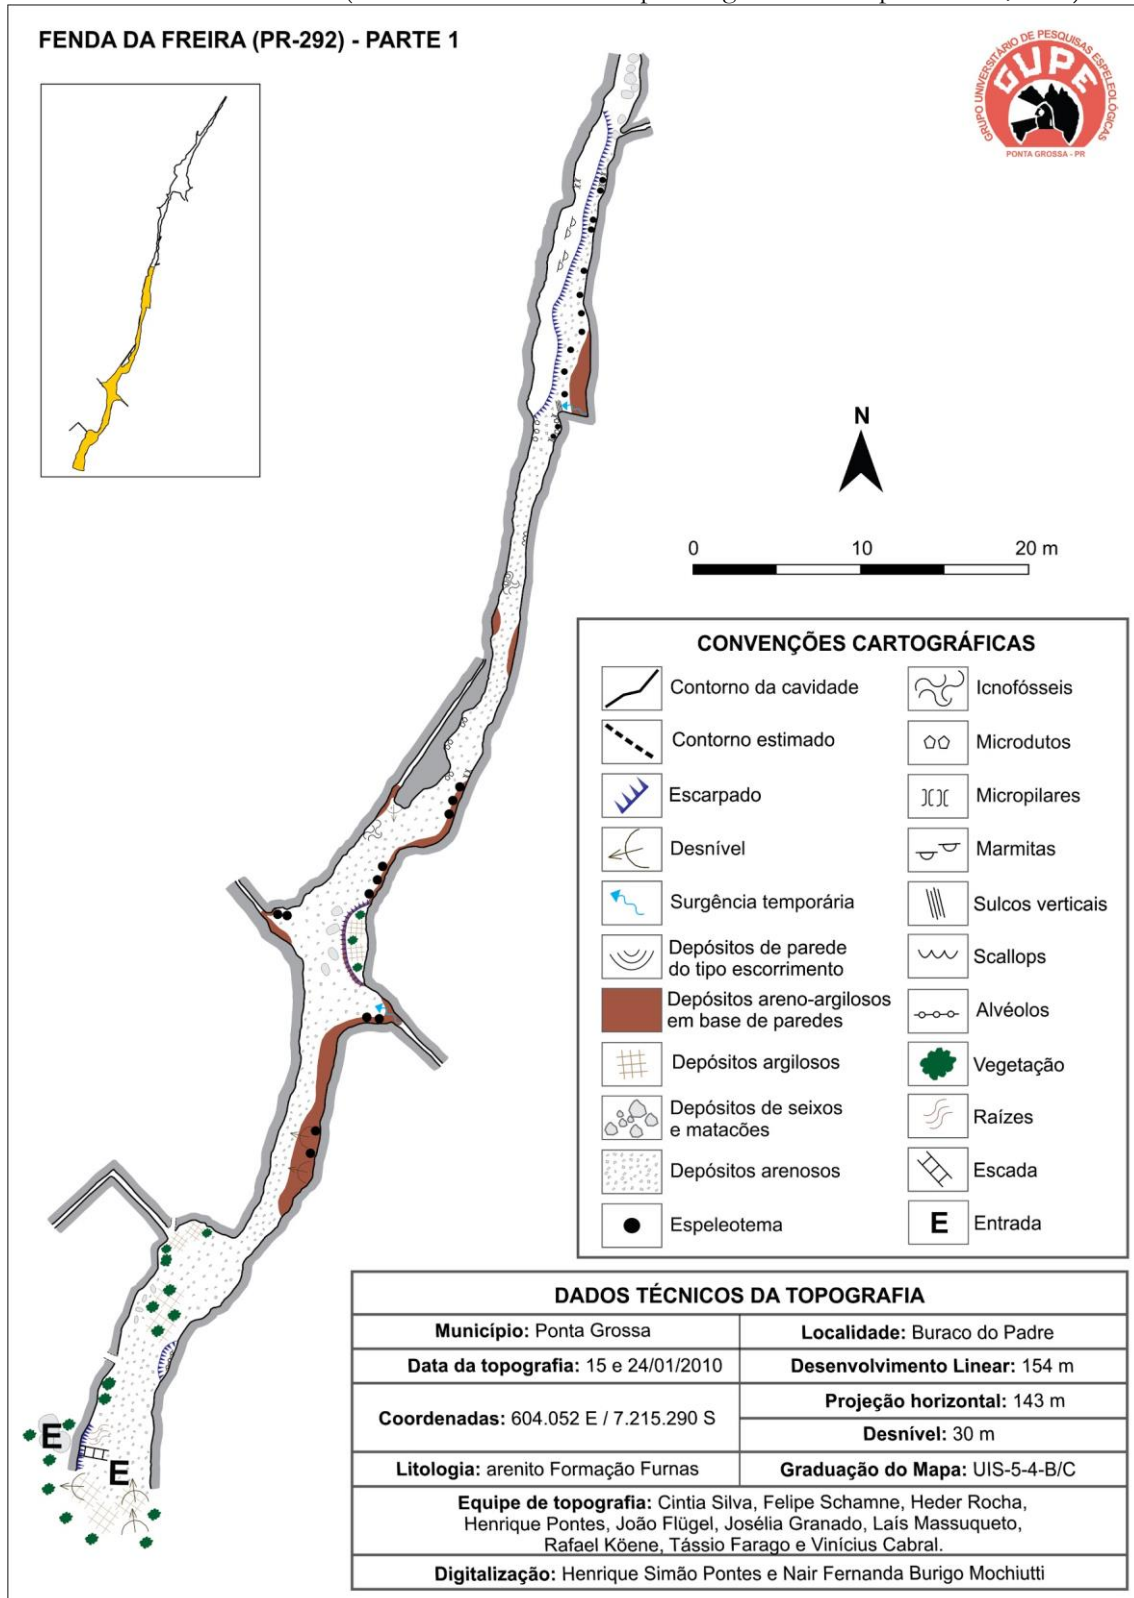 FENDA DA FREIRA (PR-292) - PARTE 1
GRUPO UNIVERSITÁRIO DE PESQUISAS ESPELEOLÓGICAS
GUPE
PONTA GROSSA - PR
N
0 10 20 m
CONVENÇÕES CARTOGRÁFICAS
Contorno da cavidade
Contorno estimado
Escarpado
Desnível
Surgência temporária
Depósitos de parede
do tipo escorrimento
Depósitos areno-argilosos
em base de paredes
Depósitos argilosos
Depósitos de seixos
e matacões
Depósitos arenosos
Espeleotema
Icnofósseis
Microdutos
Micropilares
Marmitas
Sulcos verticais
Scallops
Alvéolos
Vegetação
Raízes
Escada
E Entrada
E
E
DADOS TÉCNICOS DA TOPOGRAFIA
Município: Ponta Grossa
Localidade: Buraco do Padre
Data da topografia: 15 e 24/01/2010
Desenvolvimento Linear: 154 m
Coordenadas: 604.052 E / 7.215.290 S
Projeção horizontal: 143 m
Desnível: 30 m
Litologia: arenito Formação Furnas
Graduação do Mapa: UIS-5-4-B/C
Equipe de topografia: Cintia Silva, Felipe Schamne, Heder Rocha,
Henrique Pontes, João Flügel, Josélia Granado, Laís Massuqueto,
Rafael Köene, Tássio Farago e Vinícius Cabral.
Digitalização: Henrique Simão Pontes e Nair Fernanda Burigo Mochiutti